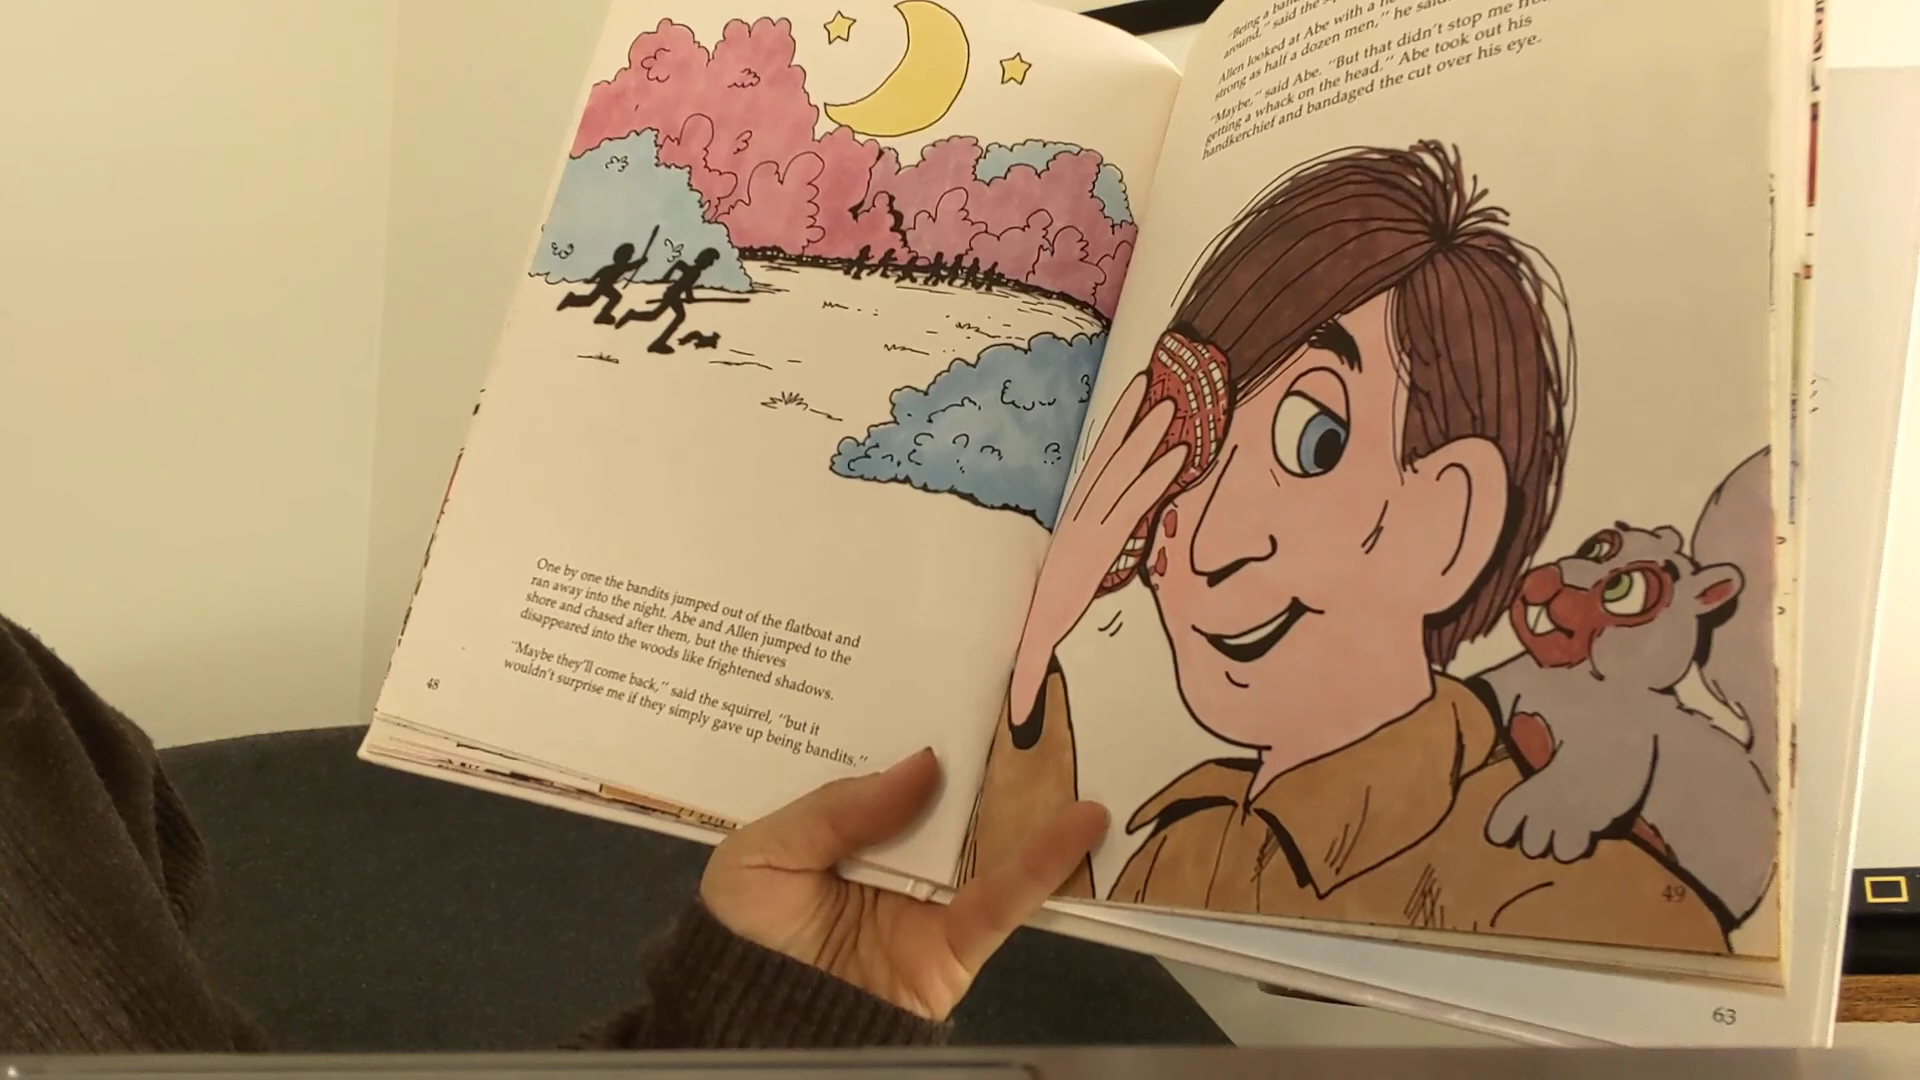 One by one the bandits jumped out of the flatboat and
ran away into the night. Abe and Allen jumped to the
shore and chased after them, but the thieves
disappeared into the woods like frightened shadows.
"Maybe they'll come back," said the squirrel, "but it
wouldn't surprise me if they simply gave up being bandits."
48
"Being a
around," said the
Allen looked at Abe with a
strong as half a dozen men," he said.
"Maybe," said Abe. "But that didn't stop me
getting a whack on the head." Abe took out his
handkerchief and bandaged the cut over his eye.
49
63